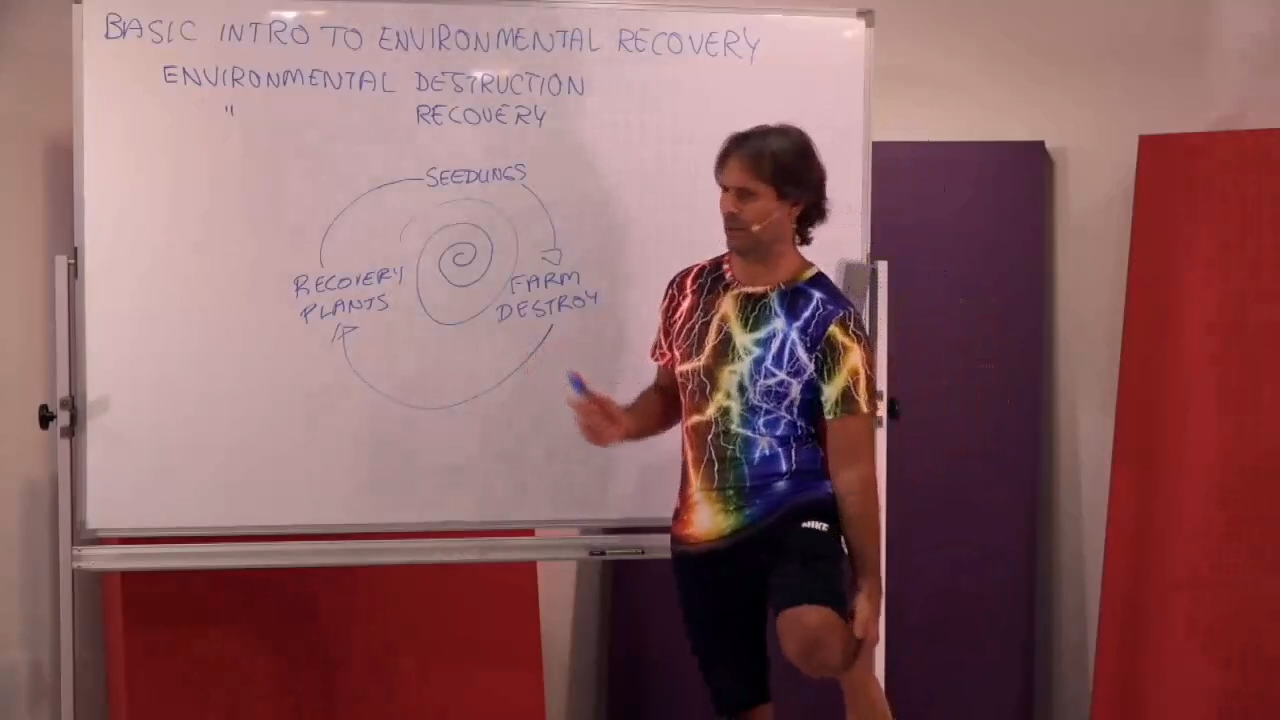 BASIC INTRO TO ENVIRONMENTAL RECOVERY
ENVIRONMENTAL DESTRUCTION
" RECOVERY
SEEDLINGS
RECOVERY
PLANTS
FARM
DESTROY
NIKE